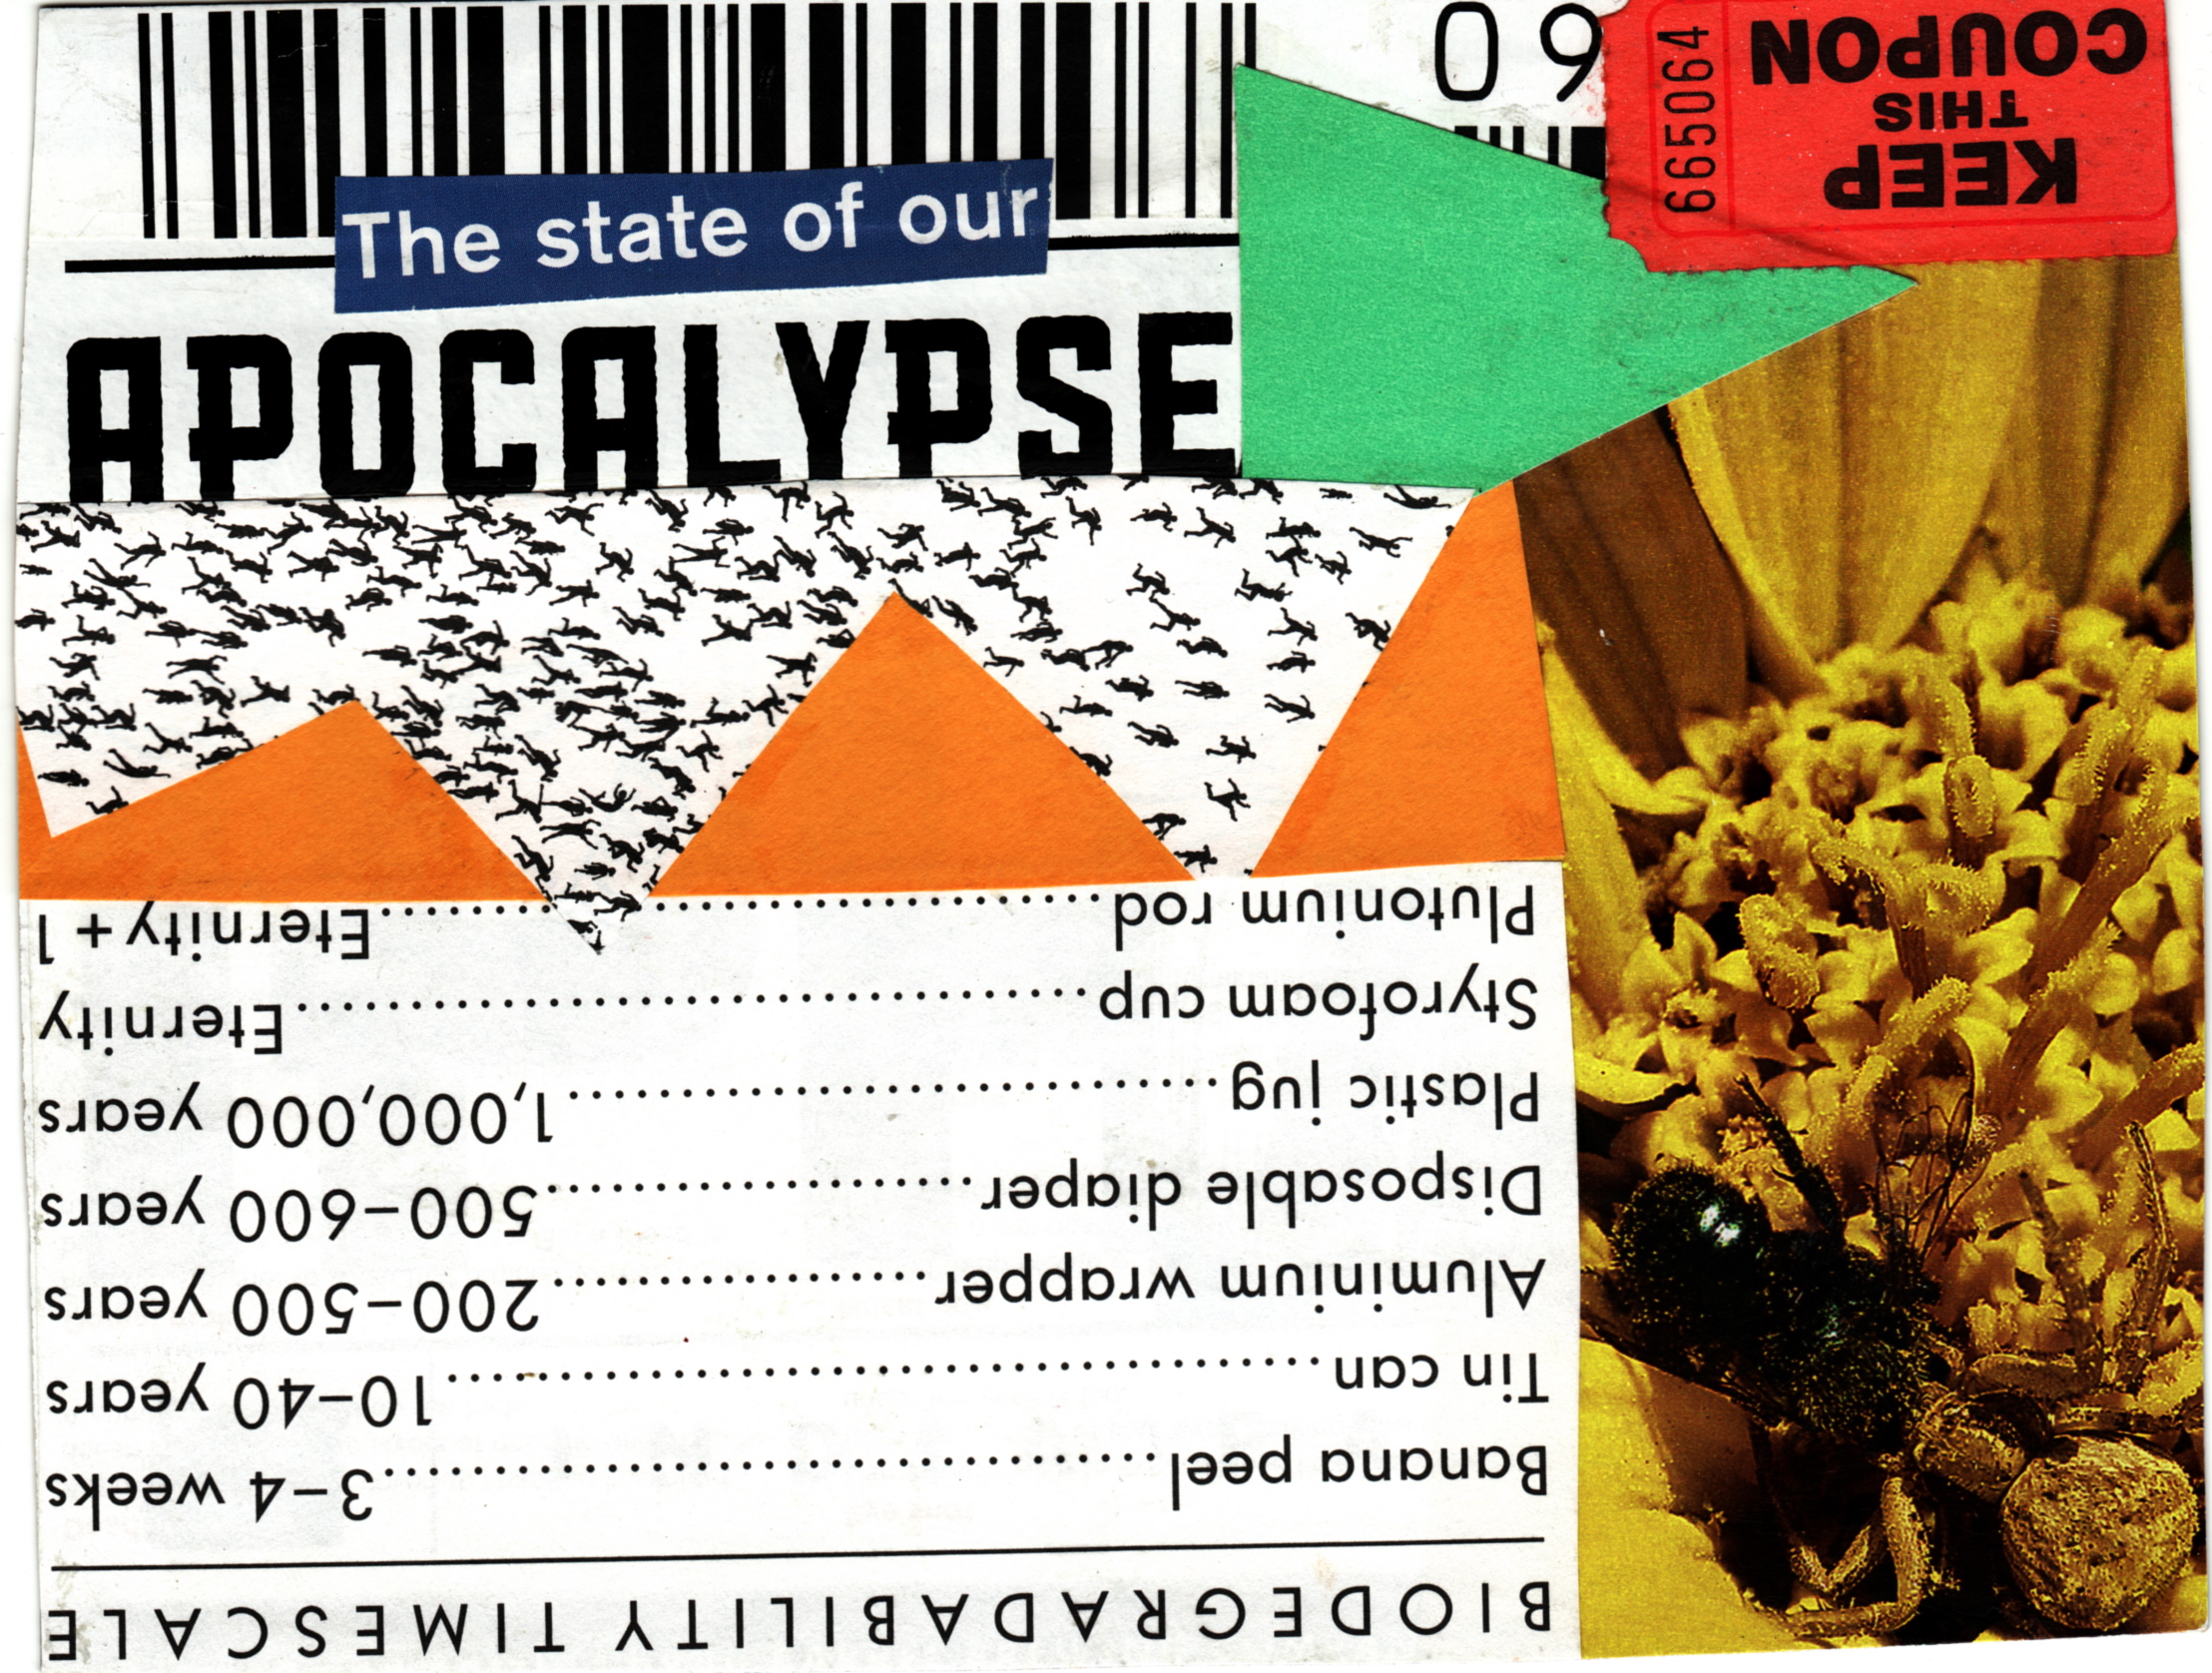 09
KEEP
THIS
COUPON
665064
The state of our
APOCALYPSE
BIODEGRADABILITY TIMESCALE
Banana peel........................................3-4 weeks
Tin can.............................................10-40 years
Aluminium wrapper...................200-500 years
Disposable diaper.....................500-600 years
Plastic jug................................1,000,000 years
Styrofoam cup........................................Eternity
Plutonium rod....................................Eternity + 1